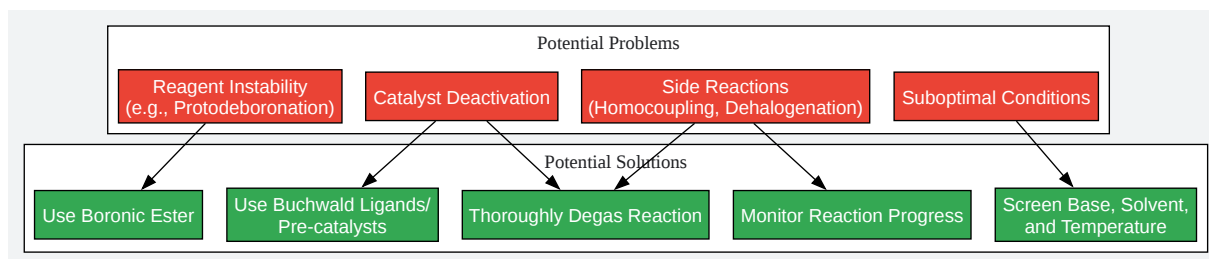 Potential Problems
Reagent Instability
(e.g., Protodeboronation)
Catalyst Deactivation
Side Reactions
(Homocoupling, Dehalogenation)
Suboptimal Conditions
Potential Solutions
Use Boronic Ester
Use Buchwald Ligands/
Pre-catalysts
Thoroughly Degas Reaction
Monitor Reaction Progress
Screen Base, Solvent,
and Temperature